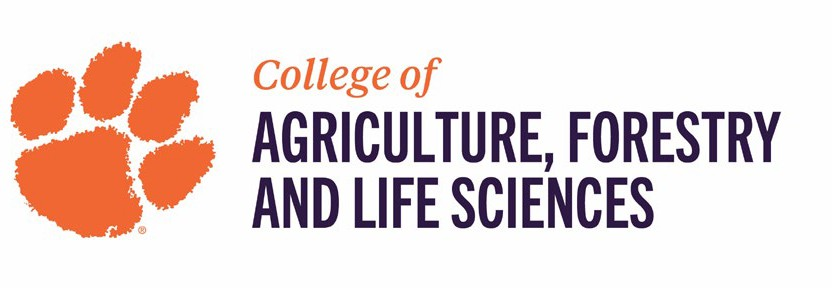 College of
AGRICULTURE, FORESTRY
AND LIFE SCIENCES
®